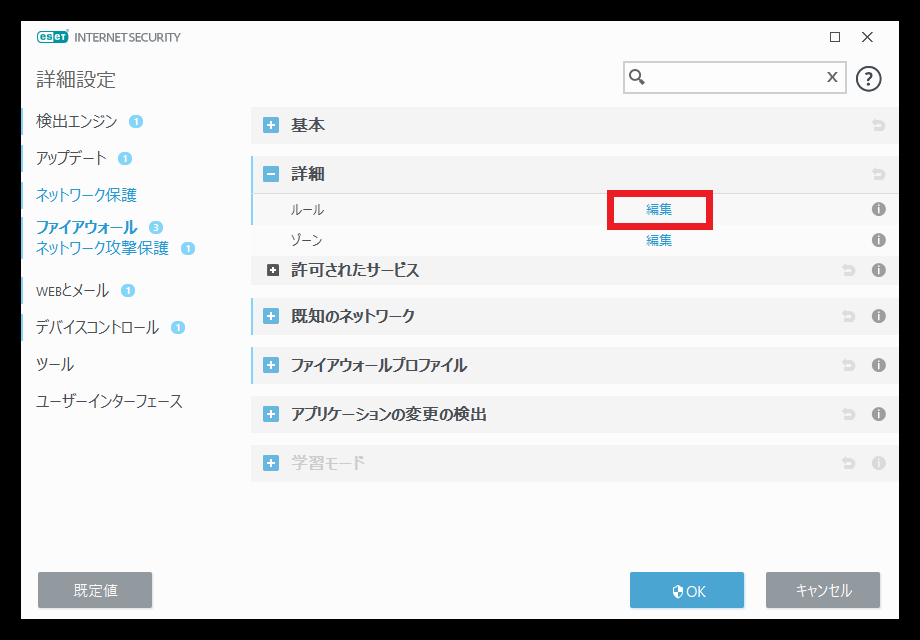 eset INTERNET SECURITY
詳細設定
x
?
検出エンジン 1
アップデート 1
ネットワーク保護
ファイアウォール 3
ネットワーク攻撃保護 1
WEBとメール 1
デバイスコントロール 1
ツール
ユーザーインターフェース
基本
詳細
ルール 編集
ゾーン 編集
許可されたサービス
既知のネットワーク
ファイアウォールプロファイル
アプリケーションの変更の検出
学習モード
既定値
OK
キャンセル